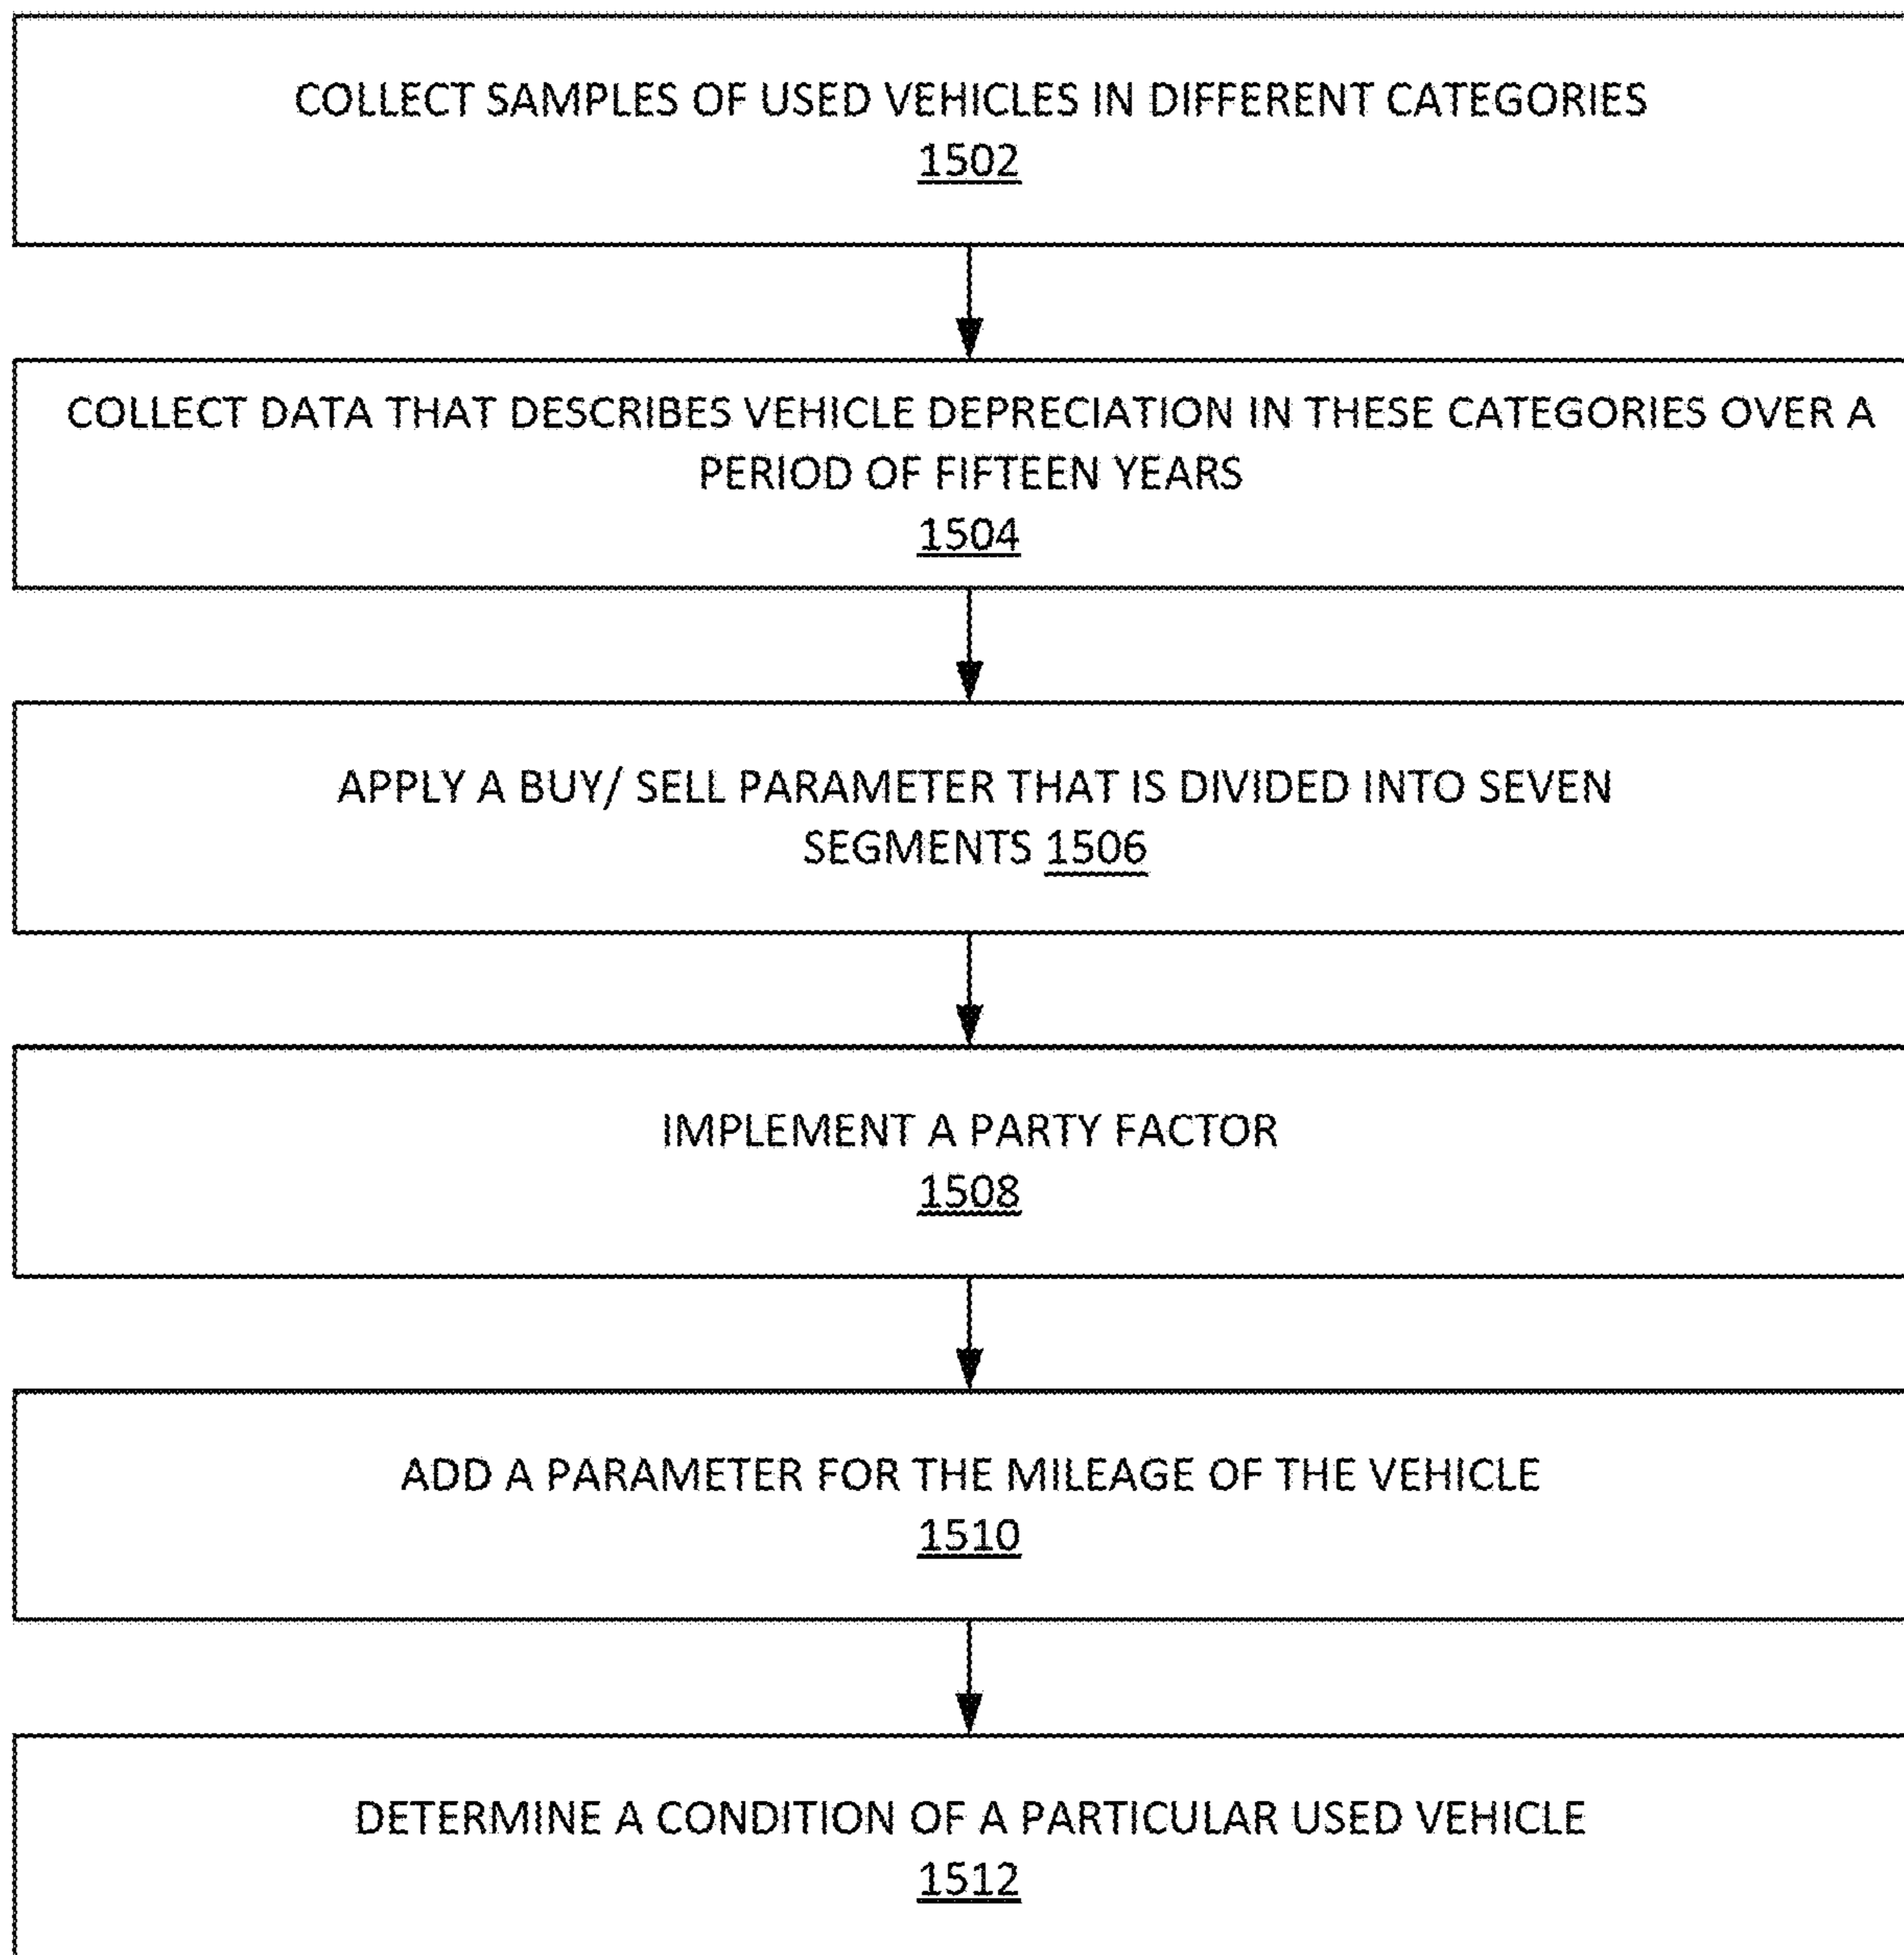 COLLECT SAMPLES OF USED VEHICLES IN DIFFERENT CATEGORIES
1502
COLLECT DATA THAT DESCRIBES VEHICLE DEPRECIATION IN THESE CATEGORIES OVER A
PERIOD OF FIFTEEN YEARS
1504
APPLY A BUY/ SELL PARAMETER THAT IS DIVIDED INTO SEVEN
SEGMENTS 1506
IMPLEMENT A PARTY FACTOR
1508
ADD A PARAMETER FOR THE MILEAGE OF THE VEHICLE
1510
DETERMINE A CONDITION OF A PARTICULAR USED VEHICLE
1512